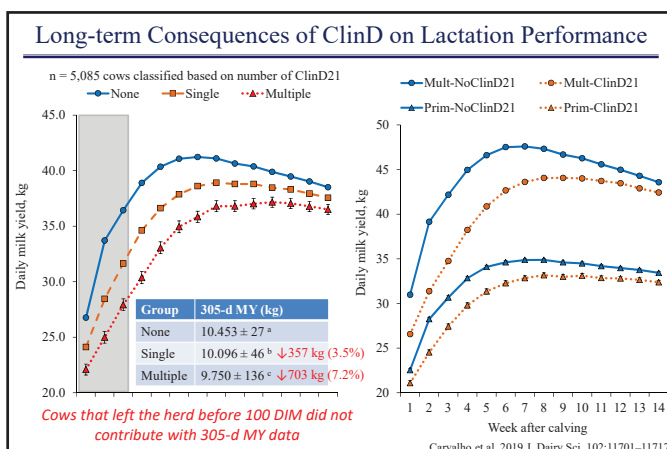 Long-term Consequences of ClinD on Lactation Performance
n = 5,085 cows classified based on number of ClinD21
None Single Multiple
Daily milk yield, kg
45.0
40.0
35.0
30.0
25.0
20.0
Group 305-d MY (kg)
None 10.453 ± 27 a
Single 10.096 ± 46 b ↓357 kg (3.5%)
Multiple 9.750 ± 136 c ↓703 kg (7.2%)
Cows that left the herd before 100 DIM did not
contribute with 305-d MY data
Mult-NoClinD21 Mult-ClinD21
Prim-NoClinD21 Prim-ClinD21
Daily milk yield, kg
50
45
40
35
30
25
20
1 2 3 4 5 6 7 8 9 10 11 12 13 14
Week after calving
Carvalho et al. 2019 J. Dairy Sci. 102:11701–11717